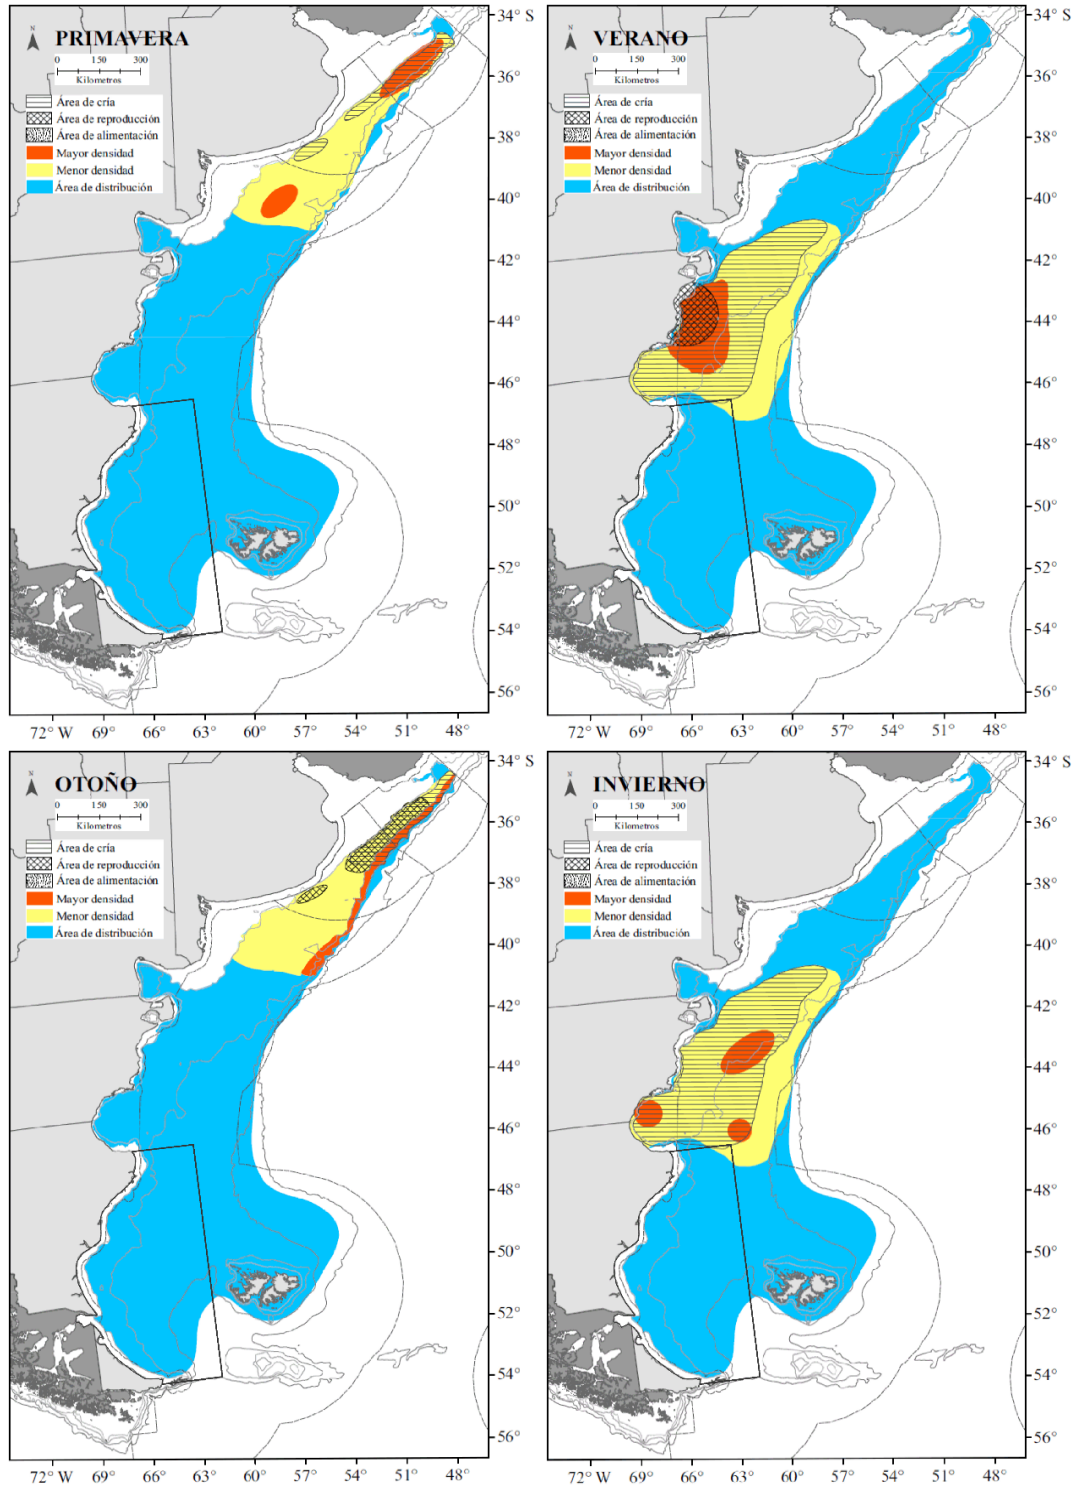 PRIMAVERA
N
0 150 300
Kilometros
Área de cría
Área de reproducción
Área de alimentación
Mayor densidad
Menor densidad
Área de distribución
72° W 69° 66° 63° 60° 57° 54° 51° 48°
VERANO
N
0 150 300
Kilometros
Área de cría
Área de reproducción
Área de alimentación
Mayor densidad
Menor densidad
Área de distribución
34° S
36°
38°
40°
42°
44°
46°
48°
50°
52°
54°
56°
34° S
36°
38°
40°
42°
44°
46°
48°
50°
52°
54°
56°
72° W 69° 66° 63° 60° 57° 54° 51° 48°
OTOÑO
N
0 150 300
Kilometros
Área de cría
Área de reproducción
Área de alimentación
Mayor densidad
Menor densidad
Área de distribución
34° S
36°
38°
40°
42°
44°
46°
48°
50°
52°
54°
56°
72° W 69° 66° 63° 60° 57° 54° 51° 48°
INVIERNO
N
0 150 300
Kilometros
Área de cría
Área de reproducción
Área de alimentación
Mayor densidad
Menor densidad
Área de distribución
34° S
36°
38°
40°
42°
44°
46°
48°
50°
52°
54°
56°
72° W 69° 66° 63° 60° 57° 54° 51° 48°